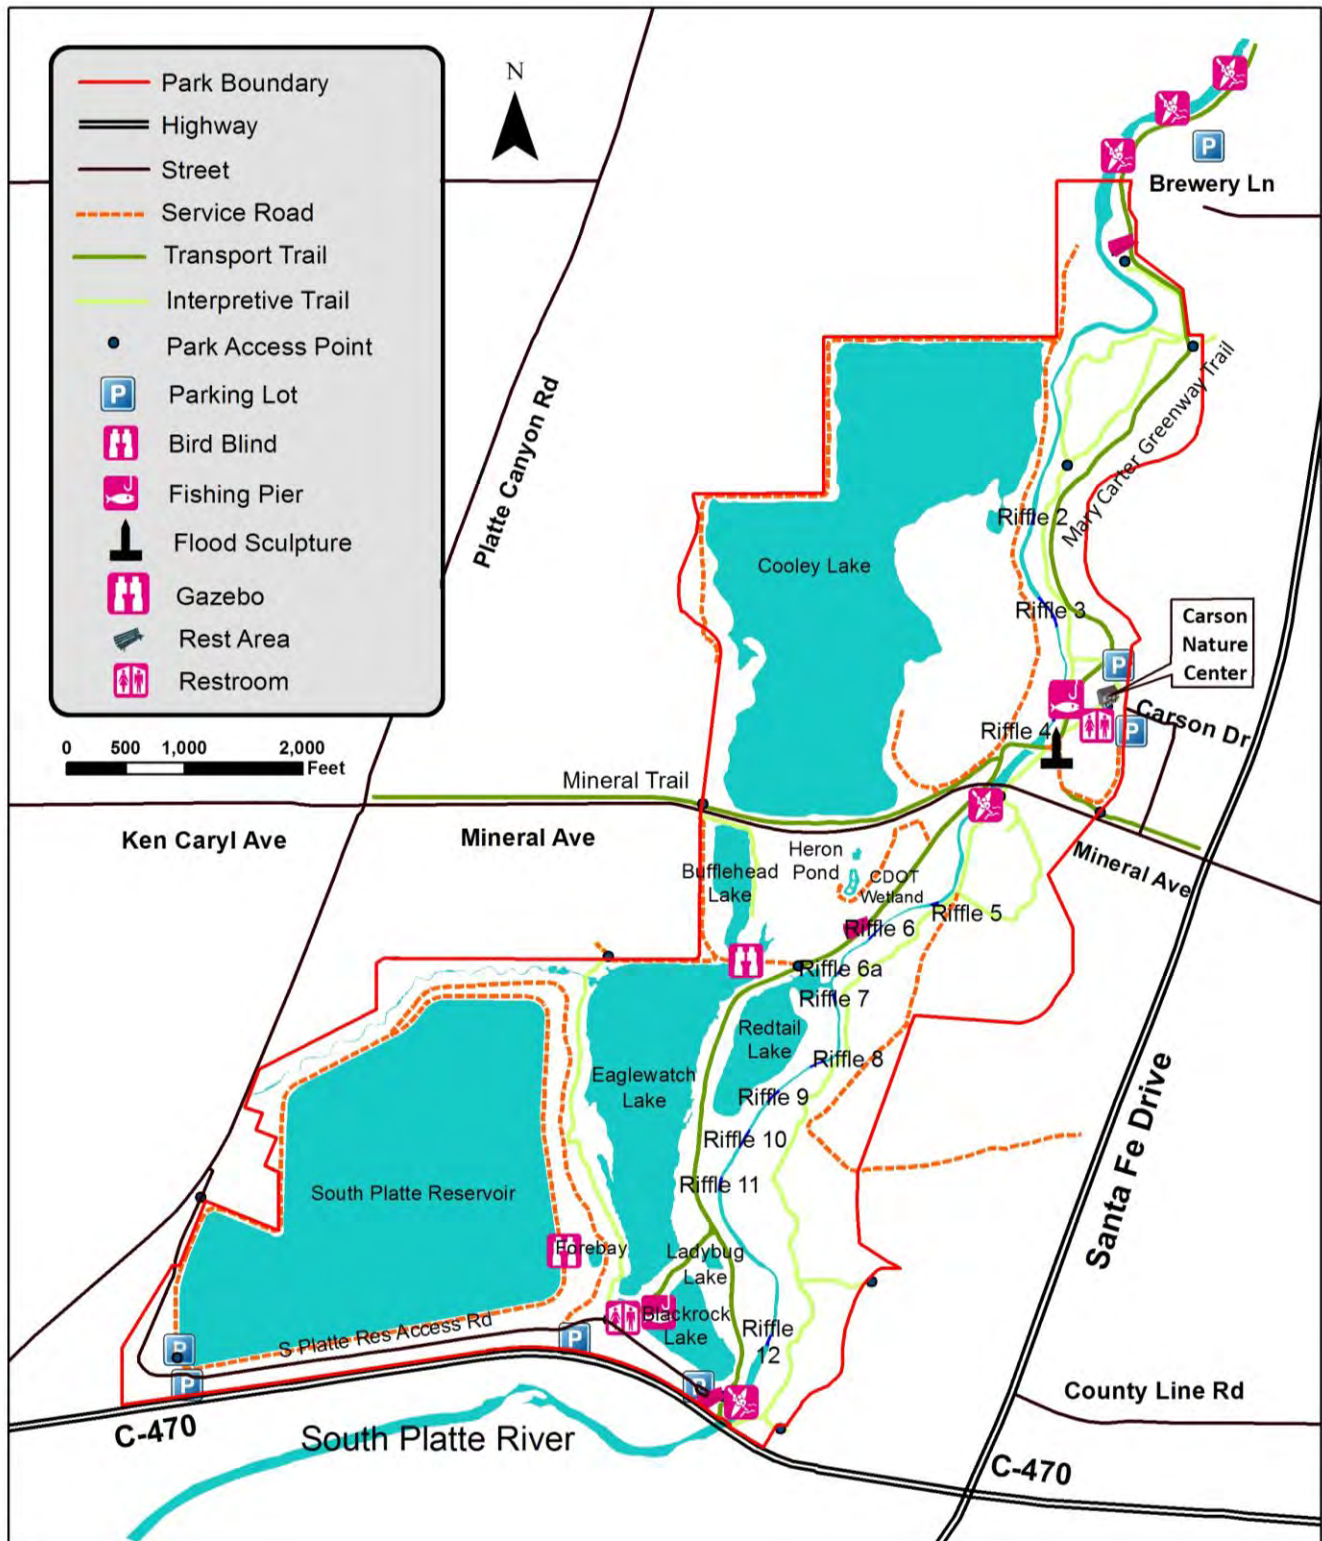 Park Boundary
Highway
Street
Service Road
Transport Trail
Interpretive Trail
Park Access Point
P
Parking Lot
Bird Blind
Fishing Pier
Flood Sculpture
Gazebo
Rest Area
Restroom
N
0 500 1,000 2,000
Feet
P
Brewery Ln
Platte Canyon Rd
Mary Carter Greenway Trail
Riffle 2
Cooley Lake
Riffle 3
Carson
Nature
Center
P
Carson Dr
P
Riffle 4
Mineral Trail
Ken Caryl Ave
Mineral Ave
Mineral Ave
Heron
Pond
Bufflehead
Lake
CDOT
Wetland
Riffle 5
Riffle 6
Riffle 6a
Riffle 7
Redtail
Lake
Riffle 8
Eaglewatch
Lake
Riffle 9
Riffle 10
Riffle 11
South Platte Reservoir
Santa Fe Drive
Forebay
Ladybug
Lake
Blackrock
Lake
Riffle
12
S Platte Res Access Rd
P
P
P
P
County Line Rd
C-470
South Platte River
C-470